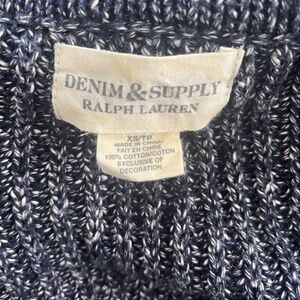 DENIM & SUPPLY
RALPH LAUREN
XS/TP
MADE IN CHINA/
FAIT EN CHINE
100% COTTON/COTON
EXCLUSIVE OF
DECORATION